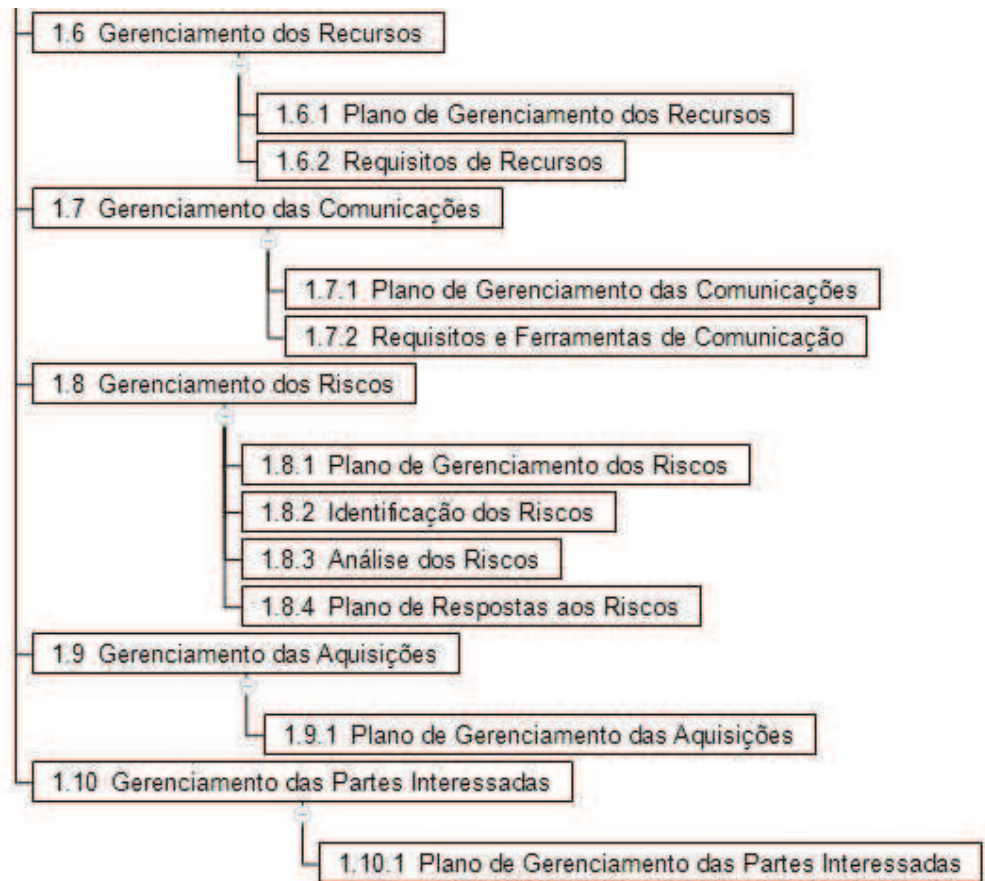 1.6 Gerenciamento dos Recursos
1.6.1 Plano de Gerenciamento dos Recursos
1.6.2 Requisitos de Recursos
1.7 Gerenciamento das Comunicações
1.7.1 Plano de Gerenciamento das Comunicações
1.7.2 Requisitos e Ferramentas de Comunicação
1.8 Gerenciamento dos Riscos
1.8.1 Plano de Gerenciamento dos Riscos
1.8.2 Identificação dos Riscos
1.8.3 Análise dos Riscos
1.8.4 Plano de Respostas aos Riscos
1.9 Gerenciamento das Aquisições
1.9.1 Plano de Gerenciamento das Aquisições
1.10 Gerenciamento das Partes Interessadas
1.10.1 Plano de Gerenciamento das Partes Interessadas